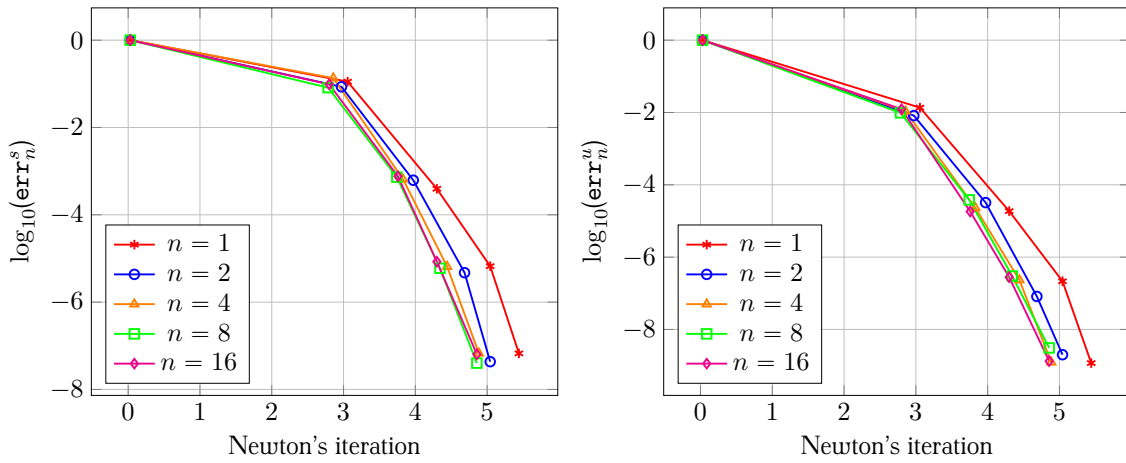 0
−2
−4
−6
−8
log₁₀(errₙˢ)
n = 1
n = 2
n = 4
n = 8
n = 16
0 1 2 3 4 5
Newton's iteration
0
−2
−4
−6
−8
log₁₀(errₙᵘ)
n = 1
n = 2
n = 4
n = 8
n = 16
0 1 2 3 4 5
Newton's iteration